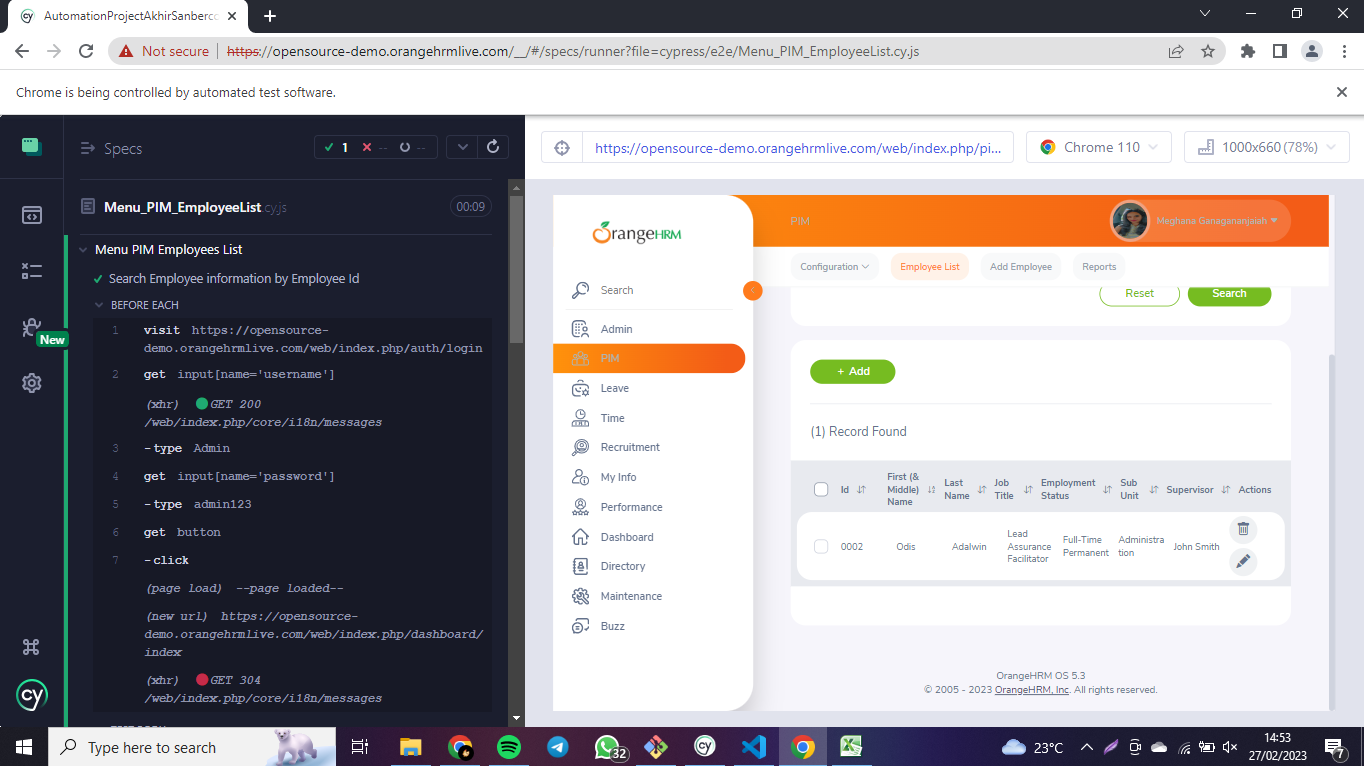 AutomationProjectAkhirSanberco
Not secure
https://opensource-demo.orangehrmlive.com/__/#/specs/runner?file=cypress/e2e/Menu_PIM_EmployeeList.cy.js
Chrome is being controlled by automated test software.
Specs
1 -- --
https://opensource-demo.orangehrmlive.com/web/index.php/pi...
Chrome 110
1000x660 (78%)
Menu_PIM_EmployeeList.cy.js
00:09
Menu PIM Employees List
Search Employee information by Employee Id
BEFORE EACH
1 visit https://opensource-
demo.orangehrmlive.com/web/index.php/auth/login
2 get input[name='username']
(xhr) GET 200
/web/index.php/core/i18n/messages
3 -type Admin
4 get input[name='password']
5 -type admin123
6 get button
7 -click
(page load) --page loaded--
(new url) https://opensource-
demo.orangehrmlive.com/web/index.php/dashboard/
index
(xhr) GET 304
/web/index.php/core/i18n/messages
New
cy
OrangeHRM
Search
Admin
PIM
Leave
Time
Recruitment
My Info
Performance
Dashboard
Directory
Maintenance
Buzz
PIM
Meghana Ganagananjaiah
Configuration
Employee List
Add Employee
Reports
Reset
Search
+ Add
(1) Record Found
Id
First (& Middle) Name
Last Name
Job Title
Employment Status
Sub Unit
Supervisor
Actions
0002
Odis
Adalwin
Lead Assurance Facilitator
Full-Time Permanent
Administra
tion
John Smith
OrangeHRM OS 5.3
© 2005 - 2023 OrangeHRM, Inc. All rights reserved.
Type here to search
32
cy
23°C
14:53
27/02/2023
7